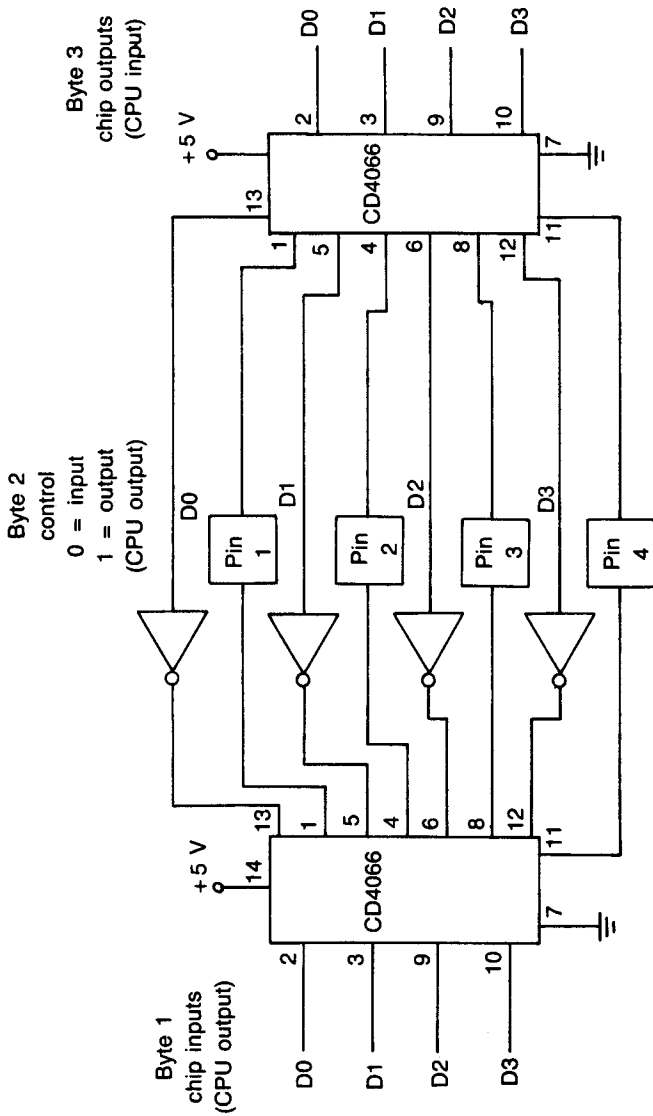 Byte 1
chip inputs
(CPU output)
D0
D1
D2
D3
2
3
9
10
+5 V
14
CD4066
7
13
1
5
4
6
8
12
11
Byte 2
control
0 = input
1 = output
(CPU output)
D0
Pin
1
D1
Pin
2
D2
Pin
3
D3
Pin
4
Byte 3
chip outputs
(CPU input)
+5 V
13
1
5
4
6
8
12
11
CD4066
7
2
3
9
10
D0
D1
D2
D3